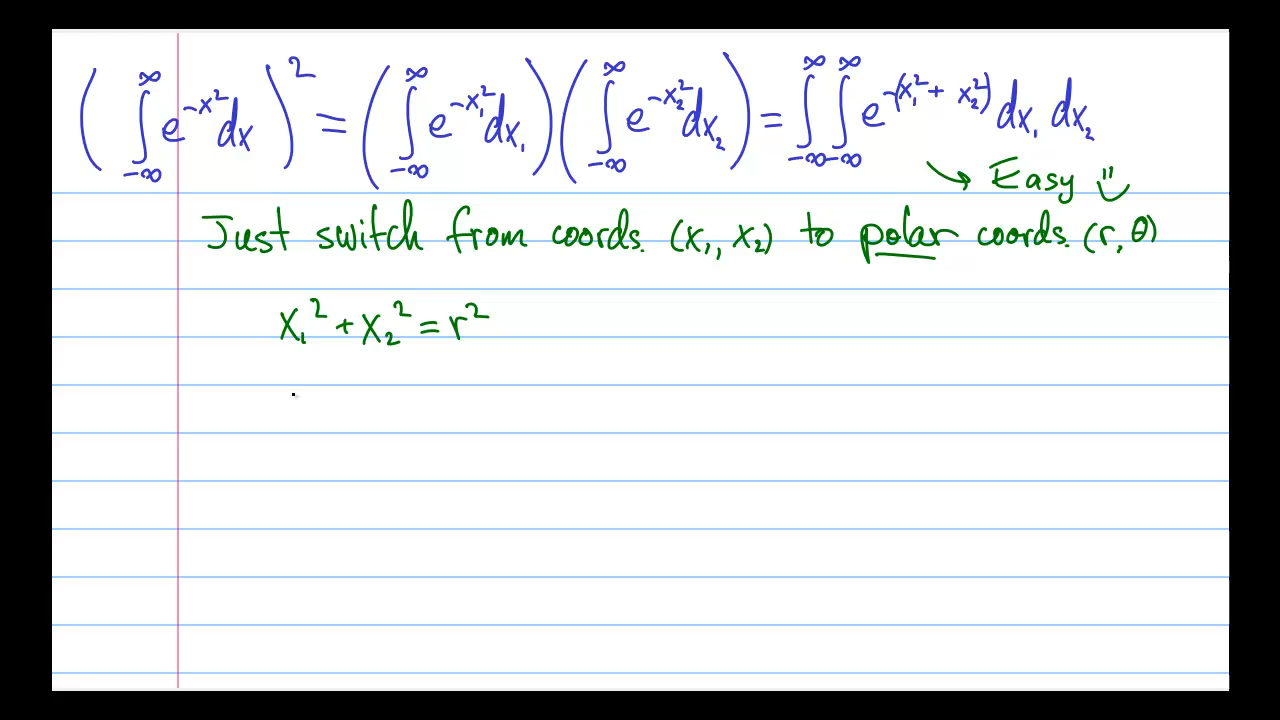 ( ∫_{-∞}^{∞} e^{-x²} dx )² = ( ∫_{-∞}^{∞} e^{-x₁²} dx₁ ) ( ∫_{-∞}^{∞} e^{-x₂²} dx₂ ) = ∫_{-∞}^{∞} ∫_{-∞}^{∞} e^{-(x₁² + x₂²)} dx₁ dx₂
→ Easy
Just switch from coords. (x₁, x₂) to polar coords. (r, θ)
x₁² + x₂² = r²